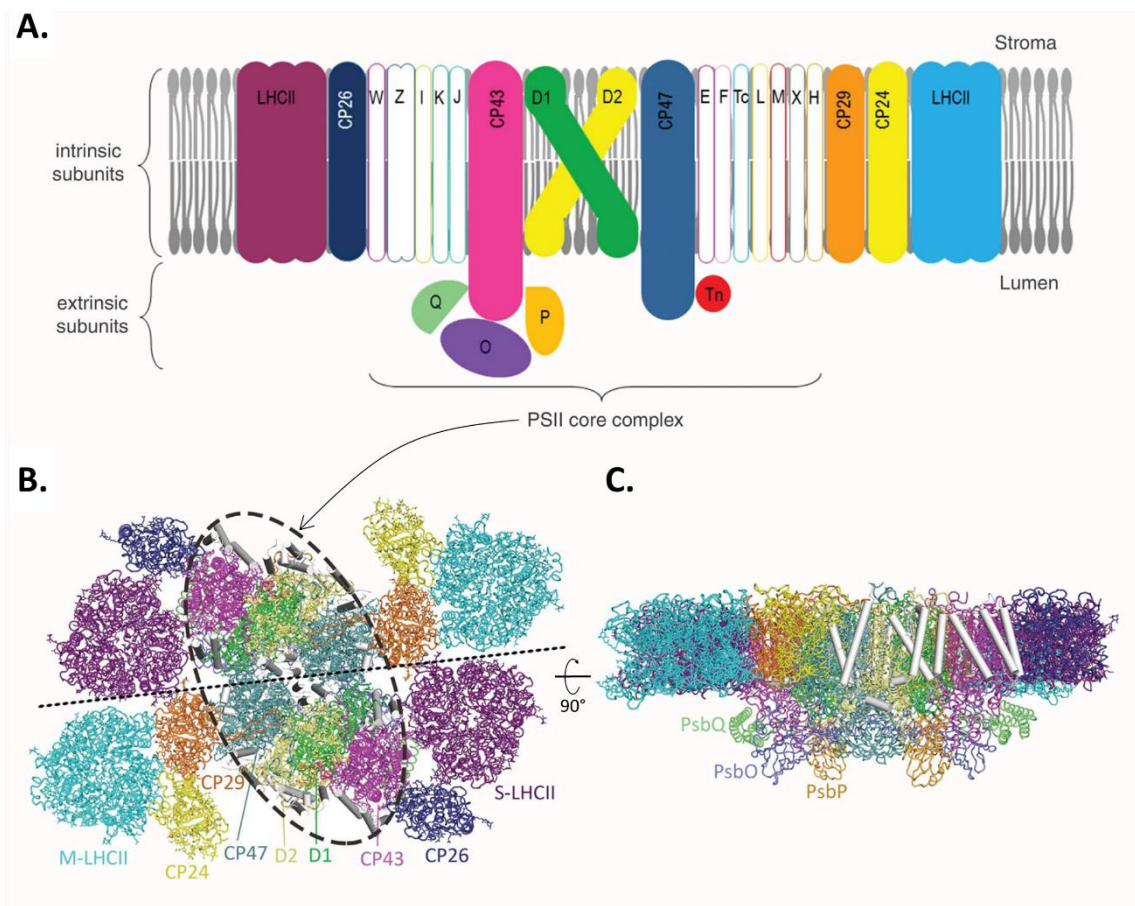 A.
Stroma
LHCII
CP26
W
Z
I
K
J
CP43
D1
D2
CP47
E
F
Tc
L
M
X
H
CP29
CP24
LHCII
intrinsic
subunits
Lumen
extrinsic
subunits
Q
O
P
Tn
PSII core complex
B.
C.
90°
CP29
S-LHCII
M-LHCII
CP24
CP47
D2
D1
CP43
CP26
PsbQ
PsbO
PsbP